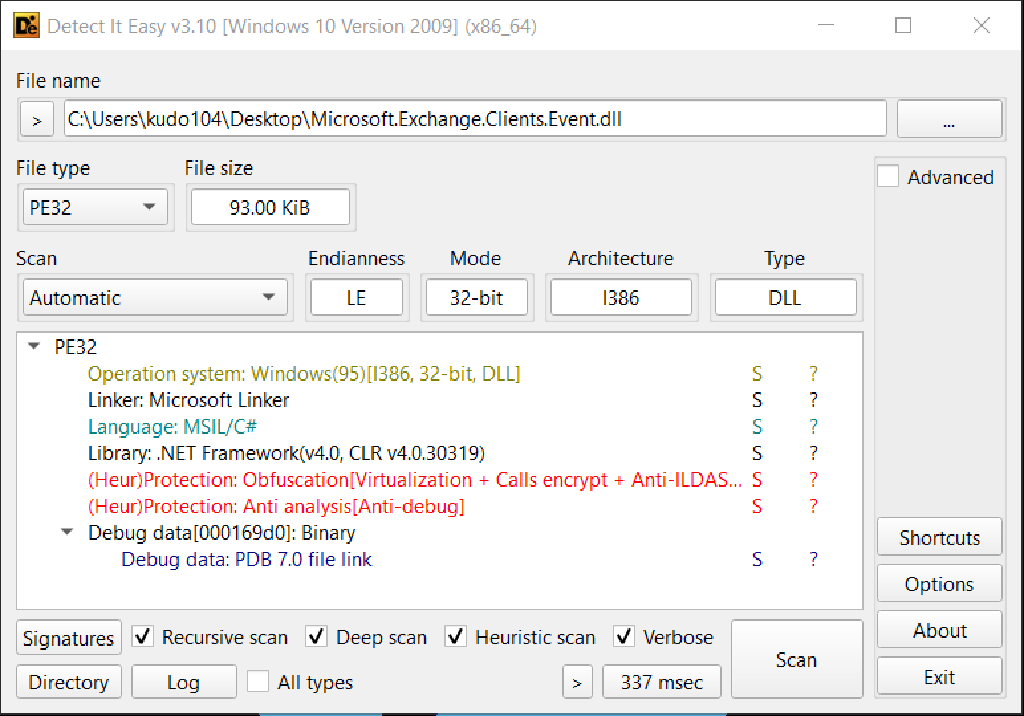 Detect It Easy v3.10 [Windows 10 Version 2009] (x86_64)
File name
> C:\Users\kudo104\Desktop\Microsoft.Exchange.Clients.Event.dll ...
File type File size
PE32 93.00 KiB
Advanced
Scan Endianness Mode Architecture Type
Automatic LE 32-bit I386 DLL
PE32
Operation system: Windows(95)[I386, 32-bit, DLL] S ?
Linker: Microsoft Linker S ?
Language: MSIL/C# S ?
Library: .NET Framework(v4.0, CLR v4.0.30319) S ?
(Heur)Protection: Obfuscation[Virtualization + Calls encrypt + Anti-ILDAS... S ?
(Heur)Protection: Anti analysis[Anti-debug] S ?
Debug data[000169d0]: Binary
Debug data: PDB 7.0 file link S ?
Shortcuts
Options
About
Exit
Signatures Recursive scan Deep scan Heuristic scan Verbose
Directory Log All types > 337 msec
Scan